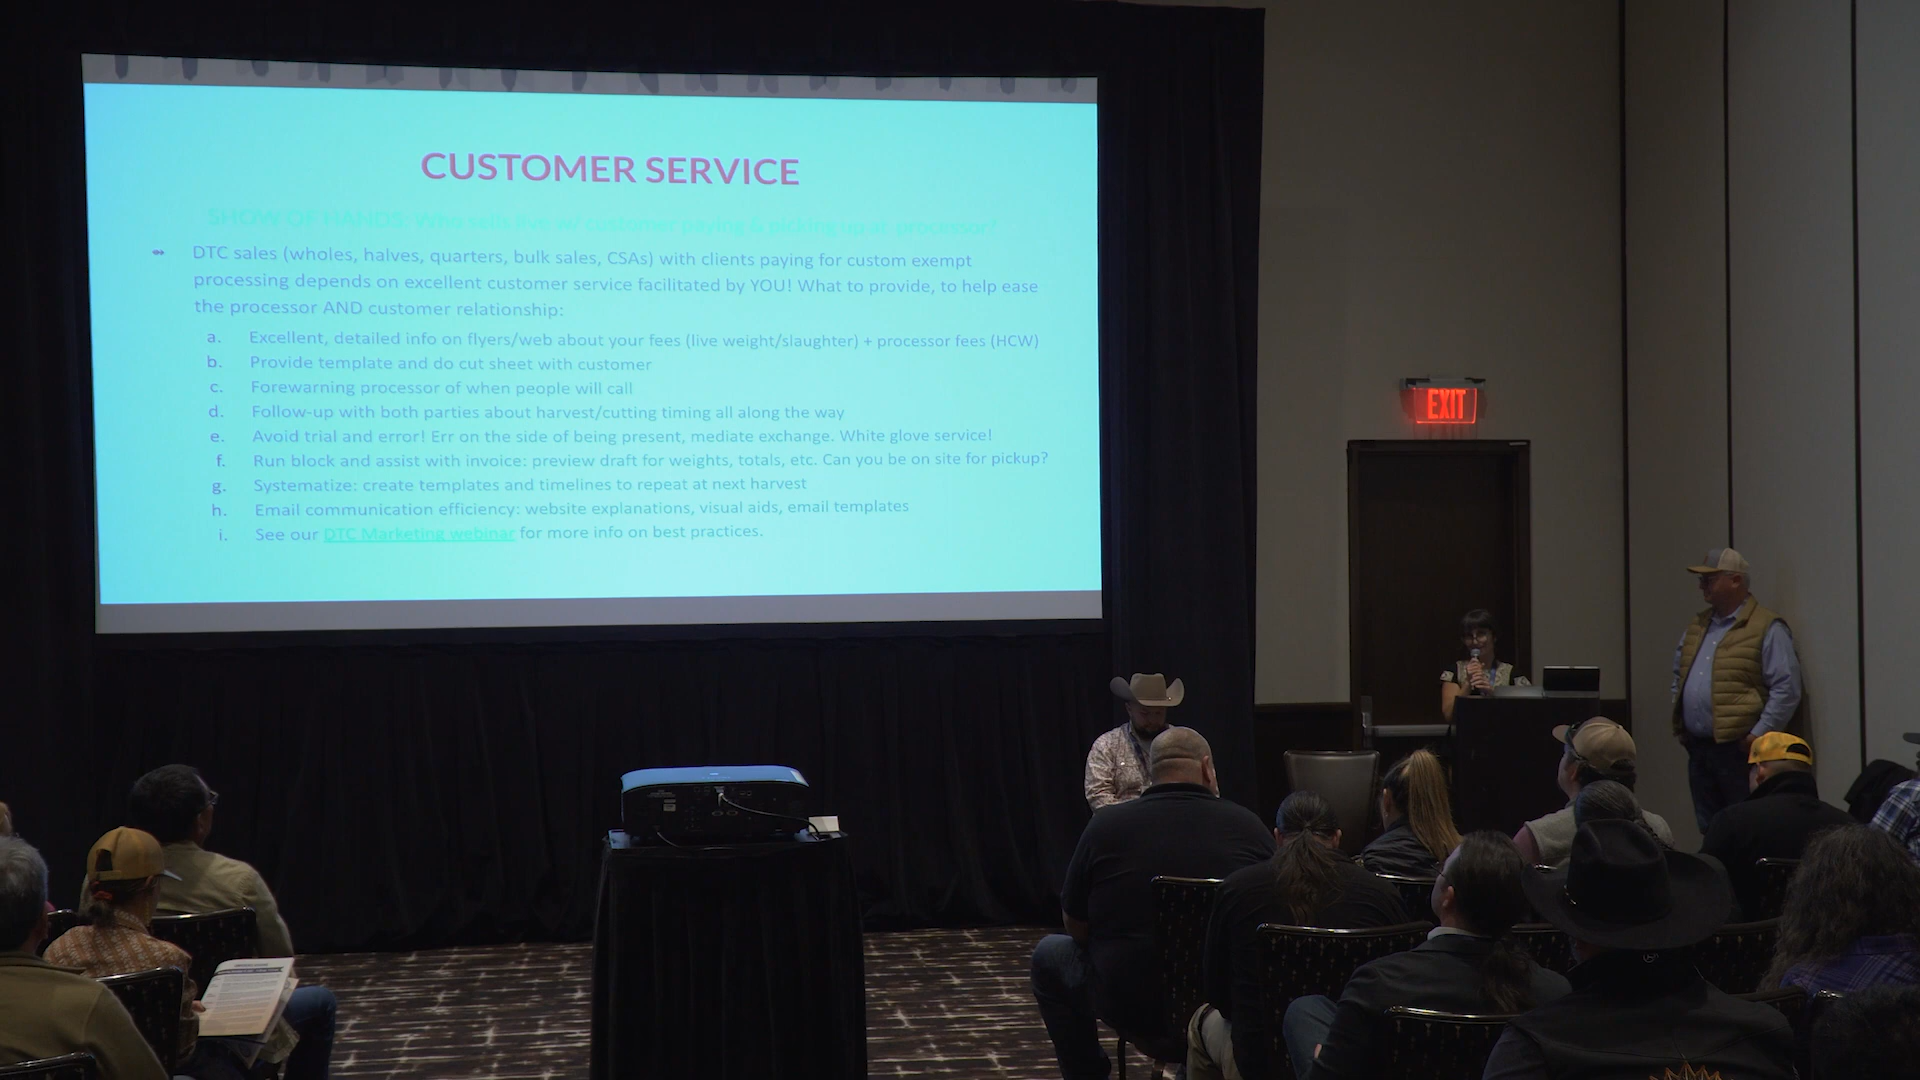 CUSTOMER SERVICE
SHOW OF HANDS: Who sells live w/ customer paying & picking up at processor?
DTC sales (wholes, halves, quarters, bulk sales, CSAs) with clients paying for custom exempt
processing depends on excellent customer service facilitated by YOU! What to provide, to help ease
the processor AND customer relationship:
a. Excellent, detailed info on flyers/web about your fees (live weight/slaughter) + processor fees (HCW)
b. Provide template and do cut sheet with customer
c. Forewarning processor of when people will call
d. Follow-up with both parties about harvest/cutting timing all along the way
e. Avoid trial and error! Err on the side of being present, mediate exchange. White glove service!
f. Run block and assist with invoice: preview draft for weights, totals, etc. Can you be on site for pickup?
g. Systematize: create templates and timelines to repeat at next harvest
h. Email communication efficiency: website explanations, visual aids, email templates
i. See our DTC Marketing webinar for more info on best practices.
EXIT